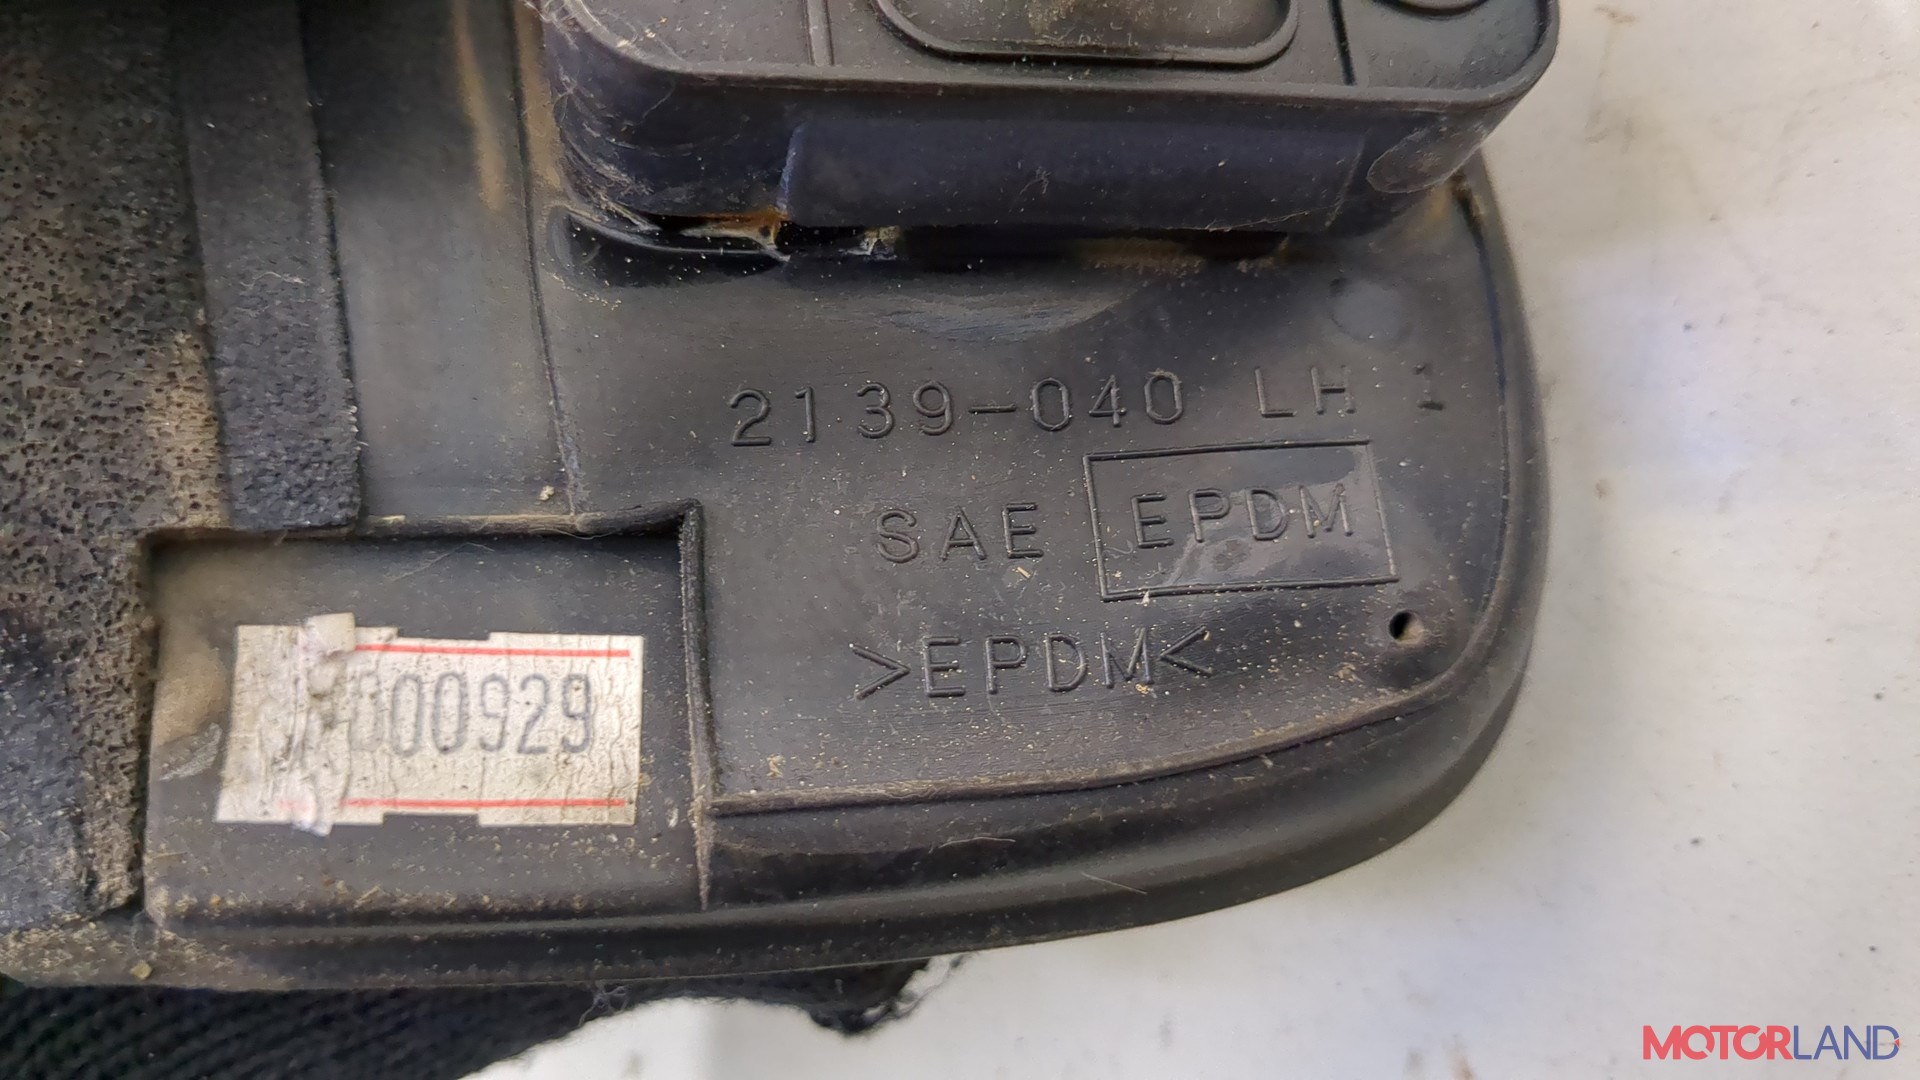 2139-040 LH 1
SAE EPDM
>EPDM<
000929
MOTORLAND